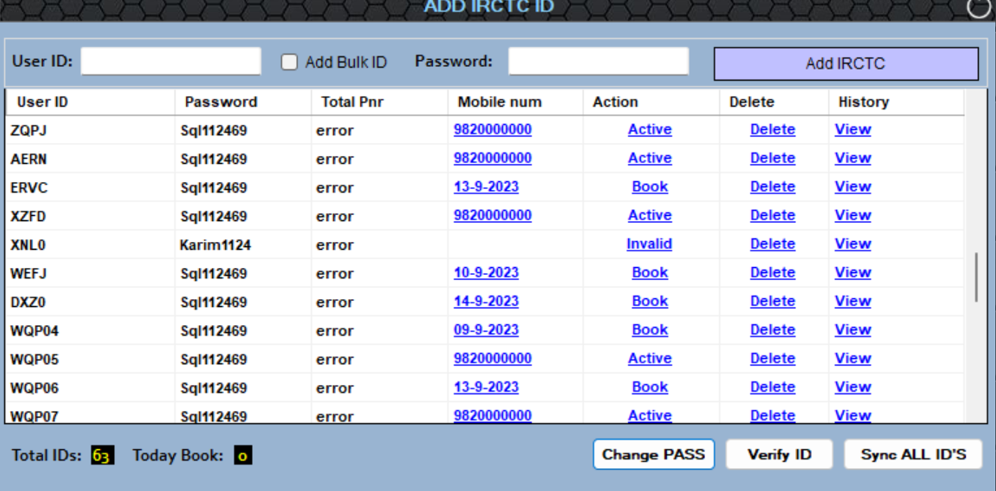 ADD IRCTC ID
User ID: Add Bulk ID Password: Add IRCTC
User ID Password Total Pnr Mobile num Action Delete History
ZQPJ Sql112469 error 9820000000 Active Delete View
AERN Sql112469 error 9820000000 Active Delete View
ERVC Sql112469 error 13-9-2023 Book Delete View
XZFD Sql112469 error 9820000000 Active Delete View
XNL0 Karim1124 error Invalid Delete View
WEFJ Sql112469 error 10-9-2023 Book Delete View
DXZ0 Sql112469 error 14-9-2023 Book Delete View
WQP04 Sql112469 error 09-9-2023 Book Delete View
WQP05 Sql112469 error 9820000000 Active Delete View
WQP06 Sql112469 error 13-9-2023 Book Delete View
WQP07 Sql112469 error 9820000000 Active Delete View
Total IDs: 63 Today Book: 0 Change PASS Verify ID Sync ALL ID'S